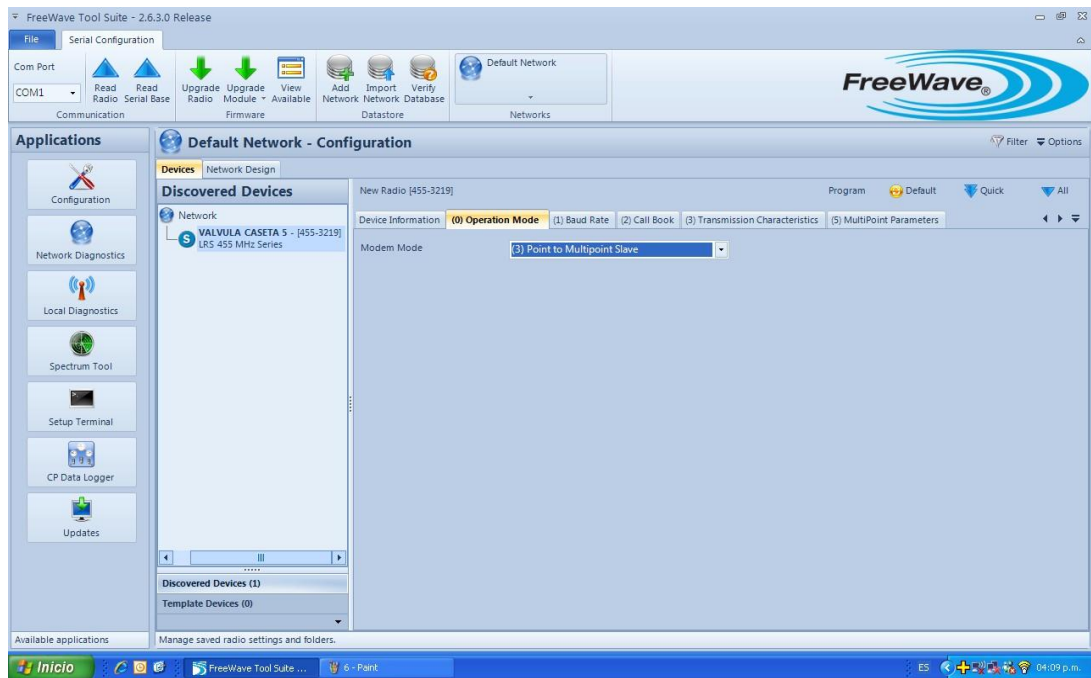 FreeWave Tool Suite - 2.6.3.0 Release
File
Serial Configuration
Com Port
COM1
Read Radio
Read Serial Base
Communication
Upgrade Radio
Upgrade Module
View Available
Firmware
Add Network
Import Network
Verify Database
Datastore
Default Network
Networks
FreeWave®
Applications
Configuration
Network Diagnostics
Local Diagnostics
Spectrum Tool
Setup Terminal
CP Data Logger
Updates
Available applications
Default Network - Configuration
Filter
Options
Devices
Network Design
Discovered Devices
Network
S
VALVULA CASETA 5 - [455-3219]
LRS 455 MHz Series
Discovered Devices (1)
Template Devices (0)
Manage saved radio settings and folders.
New Radio [455-3219]
Program
Default
Quick
All
Device Information
(0) Operation Mode
(1) Baud Rate
(2) Call Book
(3) Transmission Characteristics
(5) MultiPoint Parameters
Modem Mode
(3) Point to Multipoint Slave
Inicio
FreeWave Tool Suite ...
6 - Paint
ES
04:09 p.m.